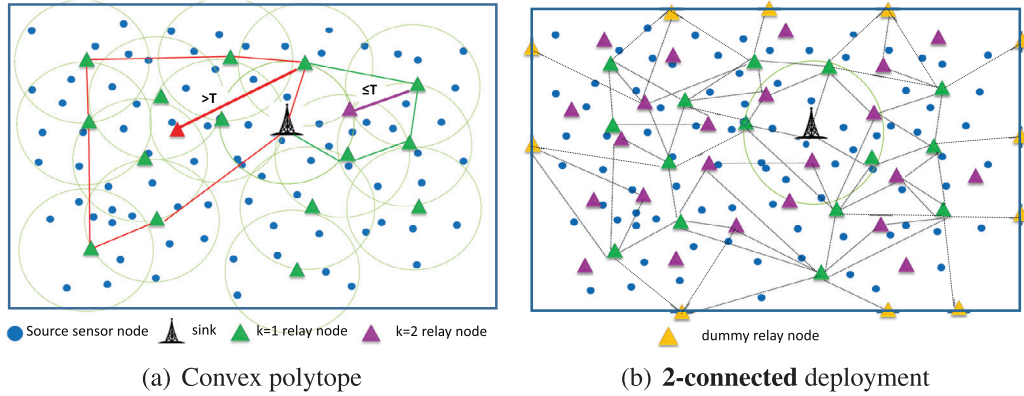 >T
≤T
Source sensor node
sink
k=1 relay node
k=2 relay node
dummy relay node
(a) Convex polytope
(b) 2-connected deployment